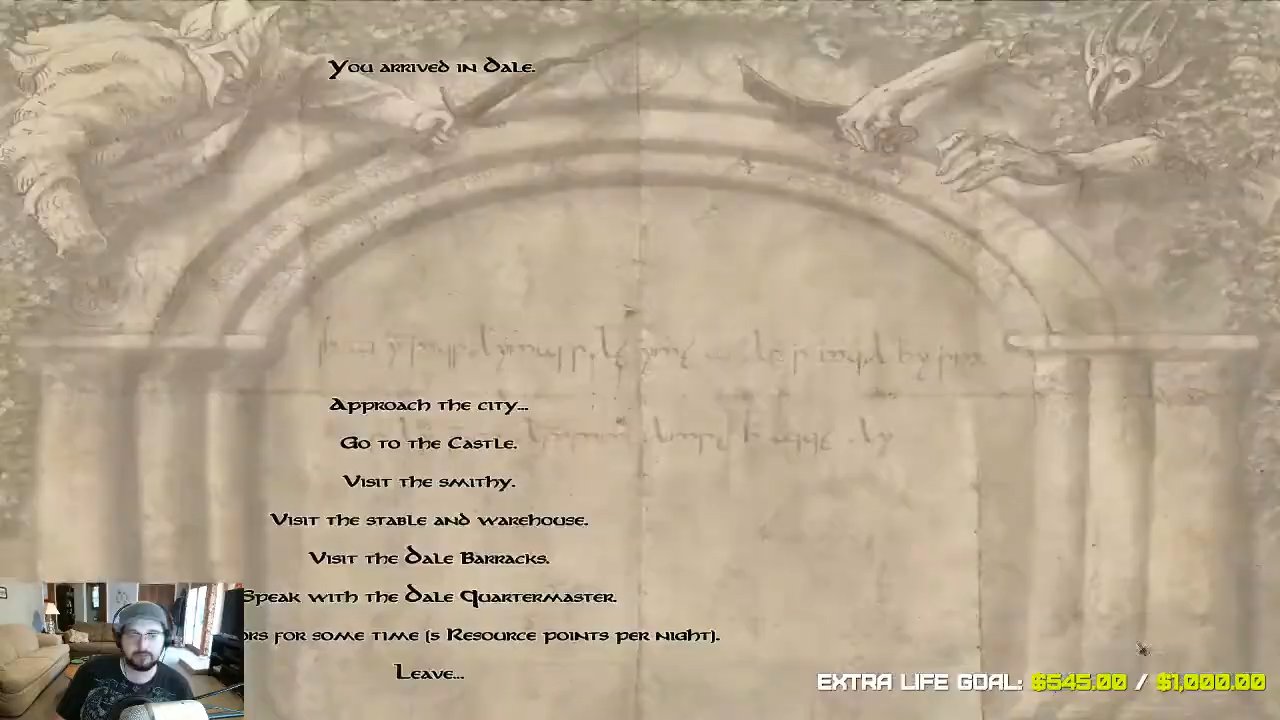 You arrived in Dale.
Approach the city...
Go to the Castle.
Visit the smithy.
Visit the stable and warehouse.
Visit the Dale Barracks.
Speak with the Dale Quartermaster.
for some time (5 Resource points per night).
Leave...
EXTRA LIFE GOAL: $545.00 / $1,000.00